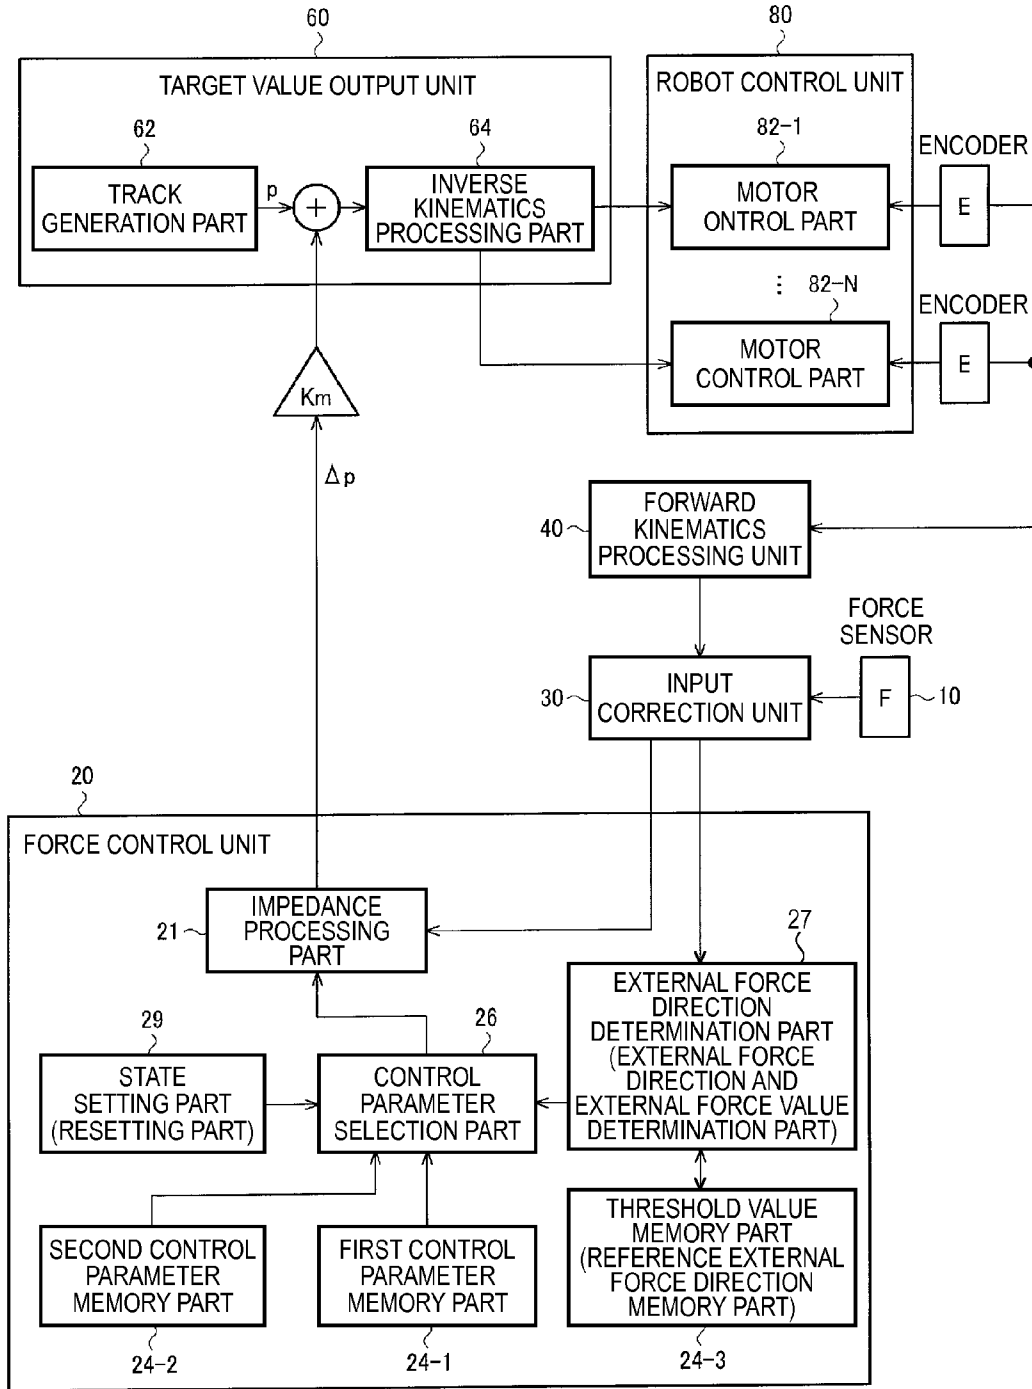 60
80
TARGET VALUE OUTPUT UNIT
ROBOT CONTROL UNIT
62
64
82-1
ENCODER
TRACK
GENERATION PART
p
+
INVERSE
KINEMATICS
PROCESSING PART
MOTOR
ONTROL PART
E
⋮
82-N
ENCODER
MOTOR
CONTROL PART
E
Km
Δp
40
FORWARD
KINEMATICS
PROCESSING UNIT
FORCE
SENSOR
30
INPUT
CORRECTION UNIT
F
10
20
FORCE CONTROL UNIT
21
IMPEDANCE
PROCESSING
PART
27
EXTERNAL FORCE
DIRECTION
DETERMINATION PART
(EXTERNAL FORCE
DIRECTION AND
EXTERNAL FORCE VALUE
DETERMINATION PART)
29
26
STATE
SETTING PART
(RESETTING PART)
CONTROL
PARAMETER
SELECTION PART
SECOND CONTROL
PARAMETER
MEMORY PART
FIRST CONTROL
PARAMETER
MEMORY PART
THRESHOLD VALUE
MEMORY PART
(REFERENCE EXTERNAL
FORCE DIRECTION
MEMORY PART)
24-2
24-1
24-3